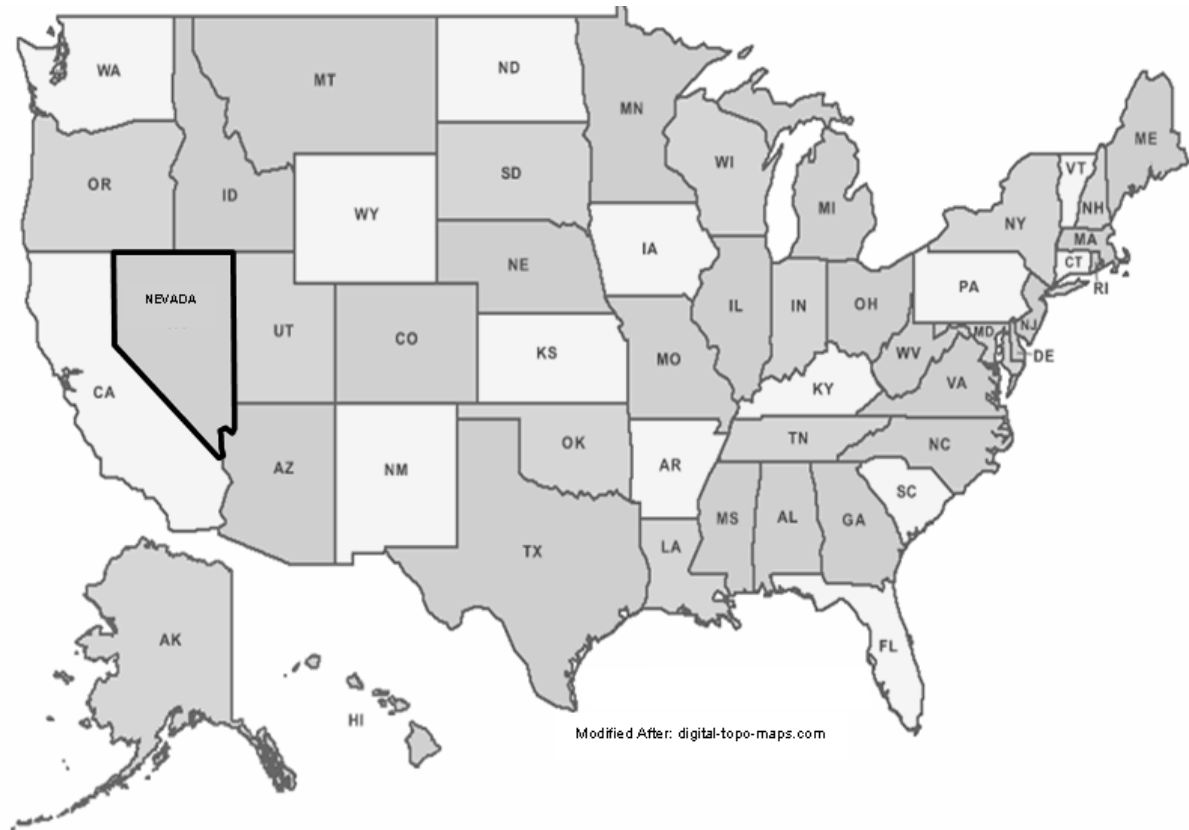 WA
MT
ND
MN
OR
ID
WY
SD
WI
MI
ME
VT
NH
NY
MA
CT
RI
NEVADA
UT
CO
NE
IA
IL
IN
OH
PA
NJ
MD
DE
WV
VA
CA
KS
MO
KY
AZ
NM
OK
AR
TN
NC
SC
TX
LA
MS
AL
GA
FL
AK
HI
Modified After: digital-topo-maps.com